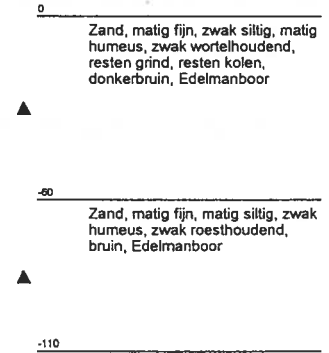 0
Zand, matig fijn, zwak siltig, matig
humeus, zwak wortelhoudend,
resten grind, resten kolen,
donkerbruin, Edelmanboor
-60
Zand, matig fijn, matig siltig, zwak
humeus, zwak roesthoudend,
bruin, Edelmanboor
-110